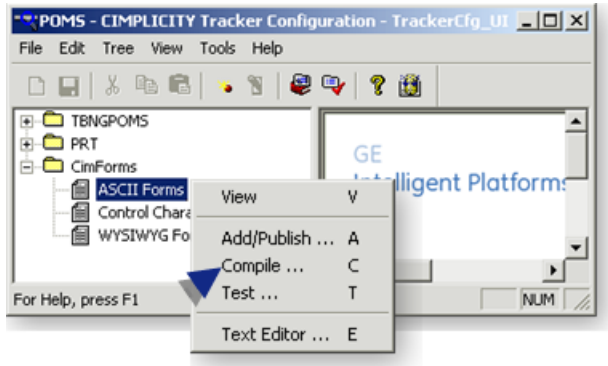 POMS - CIMPLICITY Tracker Configuration - TrackerCfg_UI
File Edit Tree View Tools Help
TBNGPOMS
PRT
CimForms
ASCII Forms
Control Chara
WYSIWYG Fo
GE
Intelligent Platforms
View V
Add/Publish ... A
Compile ... C
Test ... T
Text Editor ... E
For Help, press F1
NUM